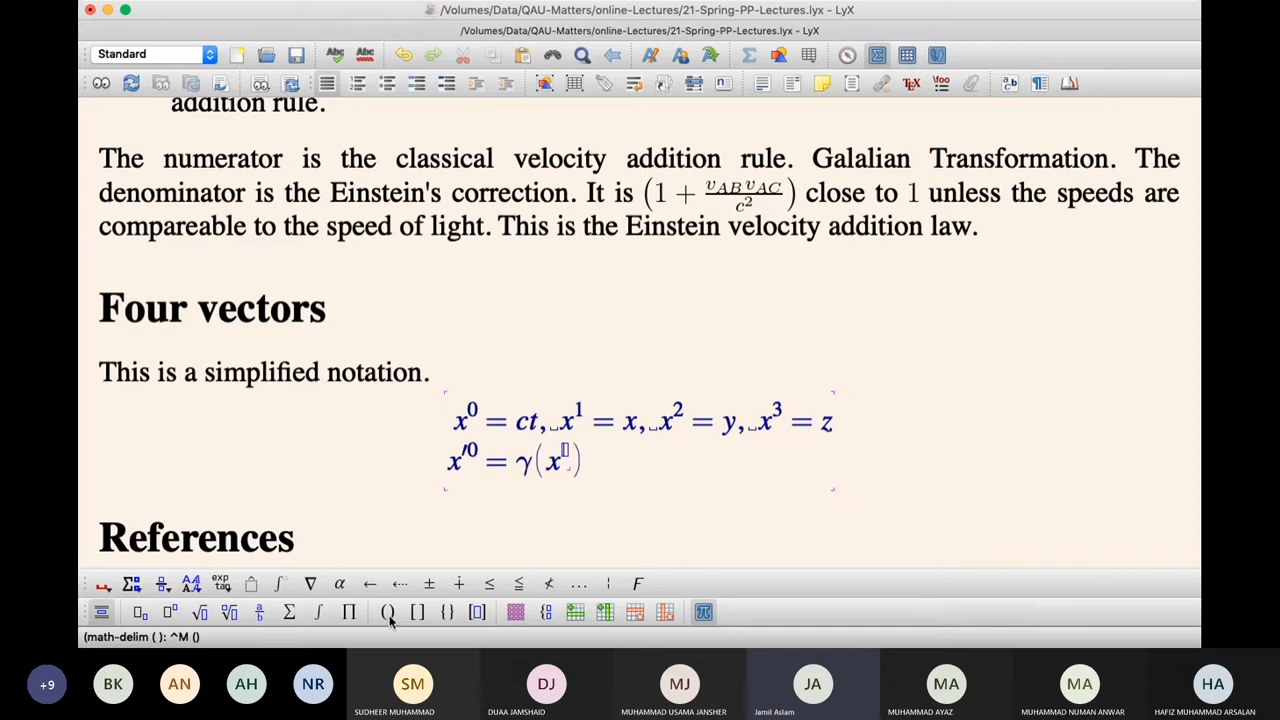 /Volumes/Data/QAU-Matters/online-Lectures/21-Spring-PP-Lectures.lyx - LyX
/Volumes/Data/QAU-Matters/online-Lectures/21-Spring-PP-Lectures.lyx - LyX
Standard
addition rule.
The numerator is the classical velocity addition rule. Galalian Transformation. The
denominator is the Einstein's correction. It is (1 + v_AB v_AC / c^2) close to 1 unless the speeds are
compareable to the speed of light. This is the Einstein velocity addition law.
Four vectors
This is a simplified notation.
x^0 = ct, x^1 = x, x^2 = y, x^3 = z
x′^0 = γ(x^
References
(math-delim ( ): ^M ()
+9 BK AN AH NR SM DJ MJ JA MA MA HA
SUDHEER MUHAMMAD DUAA JAMSHAID MUHAMMAD USAMA JANSHER Jamil Aslam MUHAMMAD AYAZ MUHAMMAD NUMAN ANWAR HAFIZ MUHAMMAD ARSALAN